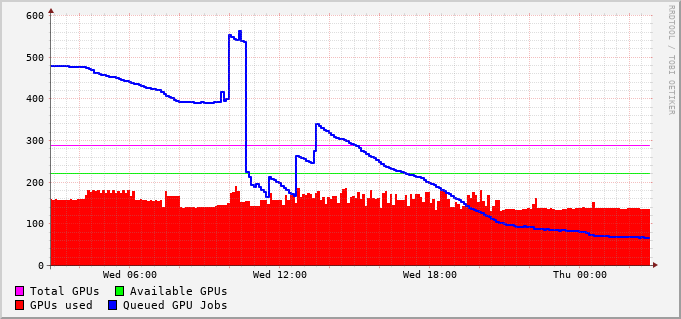 600
500
400
300
200
100
0
Wed 06:00 Wed 12:00 Wed 18:00 Thu 00:00
Total GPUs Available GPUs
GPUs used Queued GPU Jobs
RRDTOOL / TOBI OETIKER